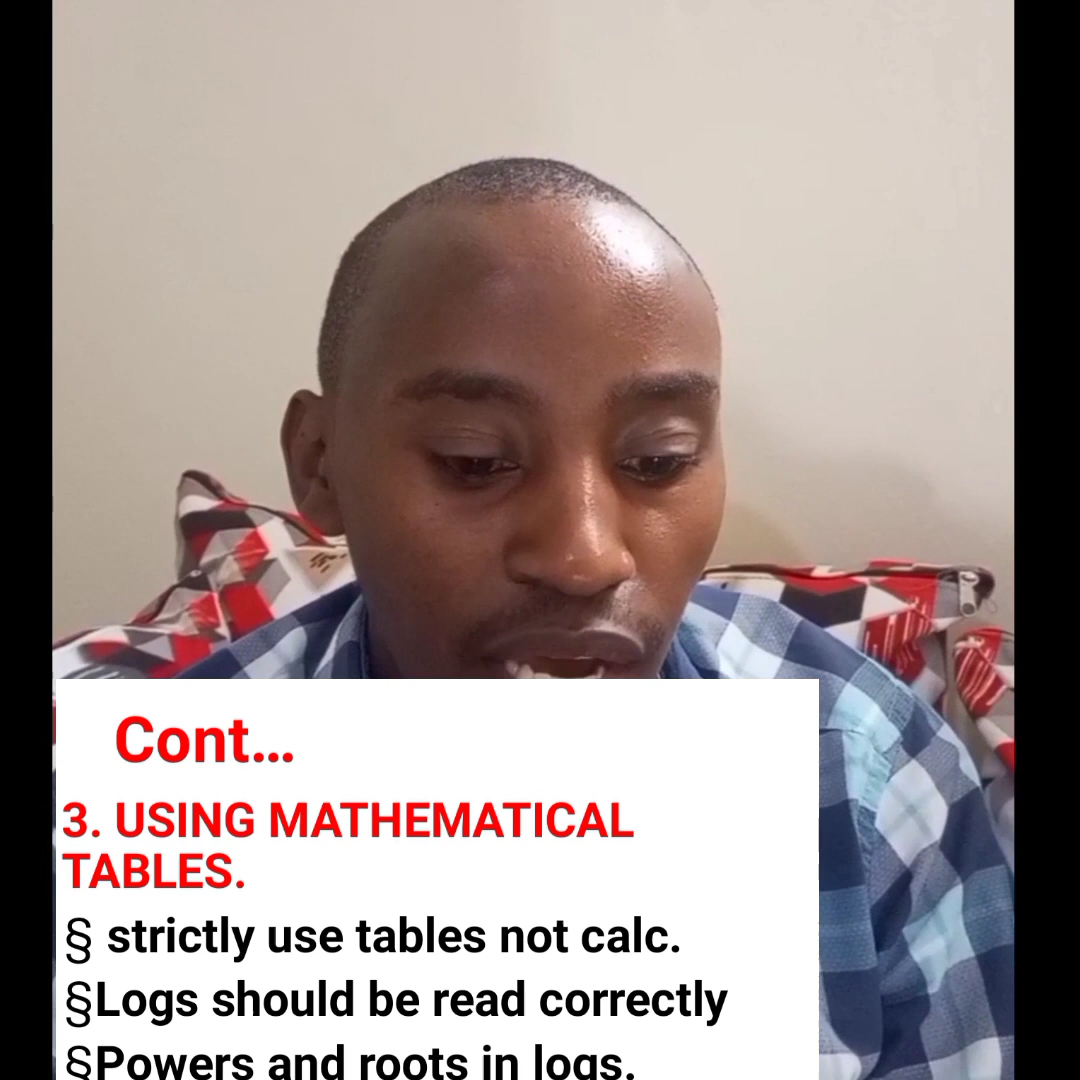 Cont...
3. USING MATHEMATICAL
TABLES.
§ strictly use tables not calc.
§Logs should be read correctly
§Powers and roots in logs.